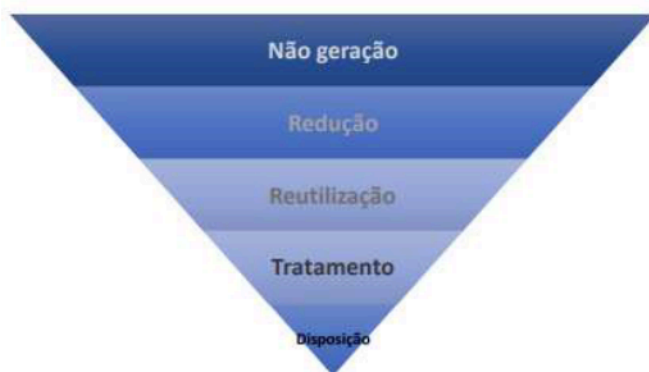 Não geração
Redução
Reutilização
Tratamento
Disposição